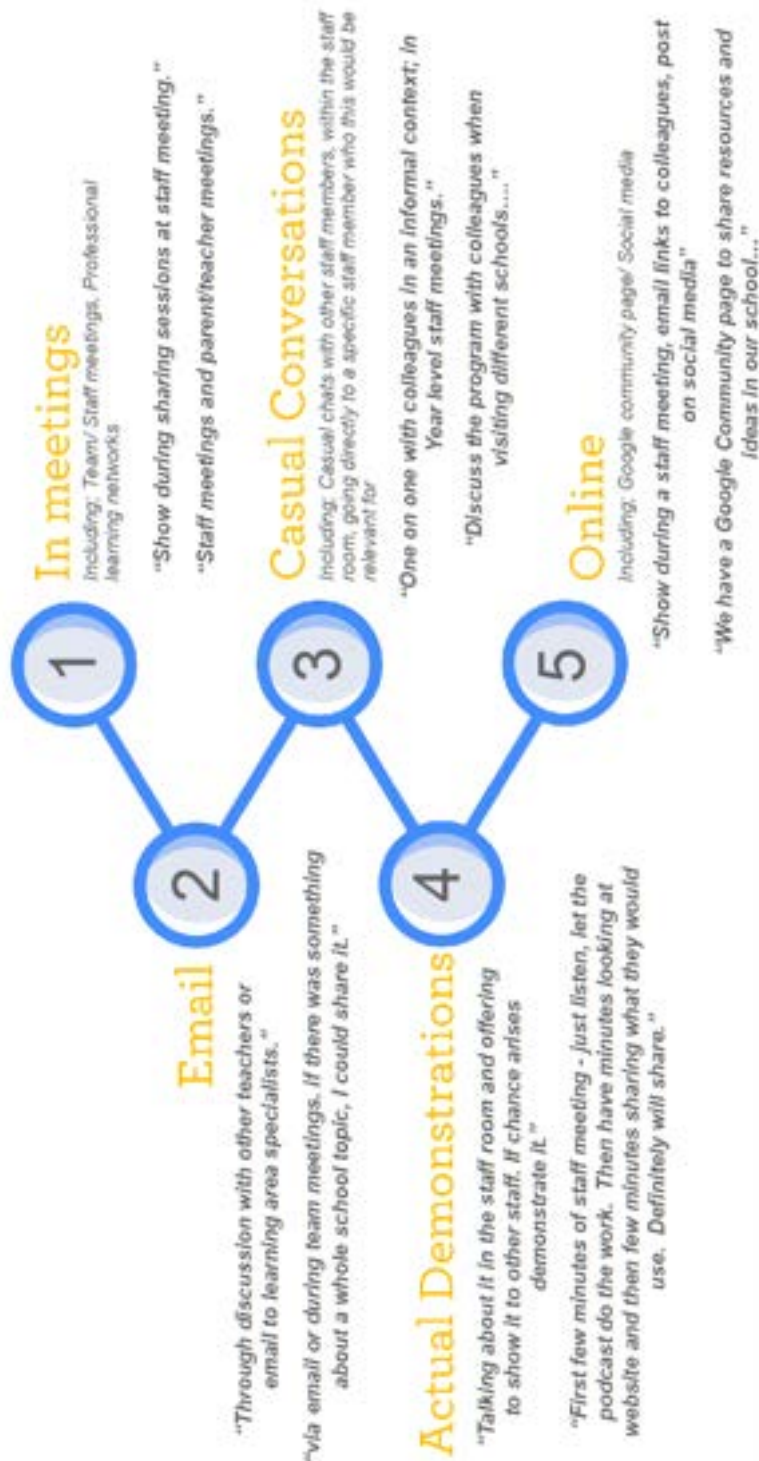 1
In meetings
Including: Team/ Staff meetings, Professional
learning networks
"Show during sharing sessions at staff meeting."
"Staff meetings and parent/teacher meetings."
2
Email
"Through discussion with other teachers or
email to learning area specialists."
"via email or during team meetings. If there was something
about a whole school topic, I could share it."
3
Casual Conversations
Including: Casual chats with other staff members, within the staff
room, going directly to a specific staff member who this would be
relevant for
"One on one with colleagues in an informal context; in
Year level staff meetings."
"Discuss the program with colleagues when
visiting different schools...."
4
Actual Demonstrations
"Talking about it in the staff room and offering
to show it to other staff. If chance arises
demonstrate it."
"First few minutes of staff meeting - just listen, let the
podcast do the work. Then have minutes looking at
website and then few minutes sharing what they would
use. Definitely will share."
5
Online
Including: Google community page/ Social media
"Show during a staff meeting, email links to colleagues, post
on social media"
"We have a Google Community page to share resources and
ideas in our school..."